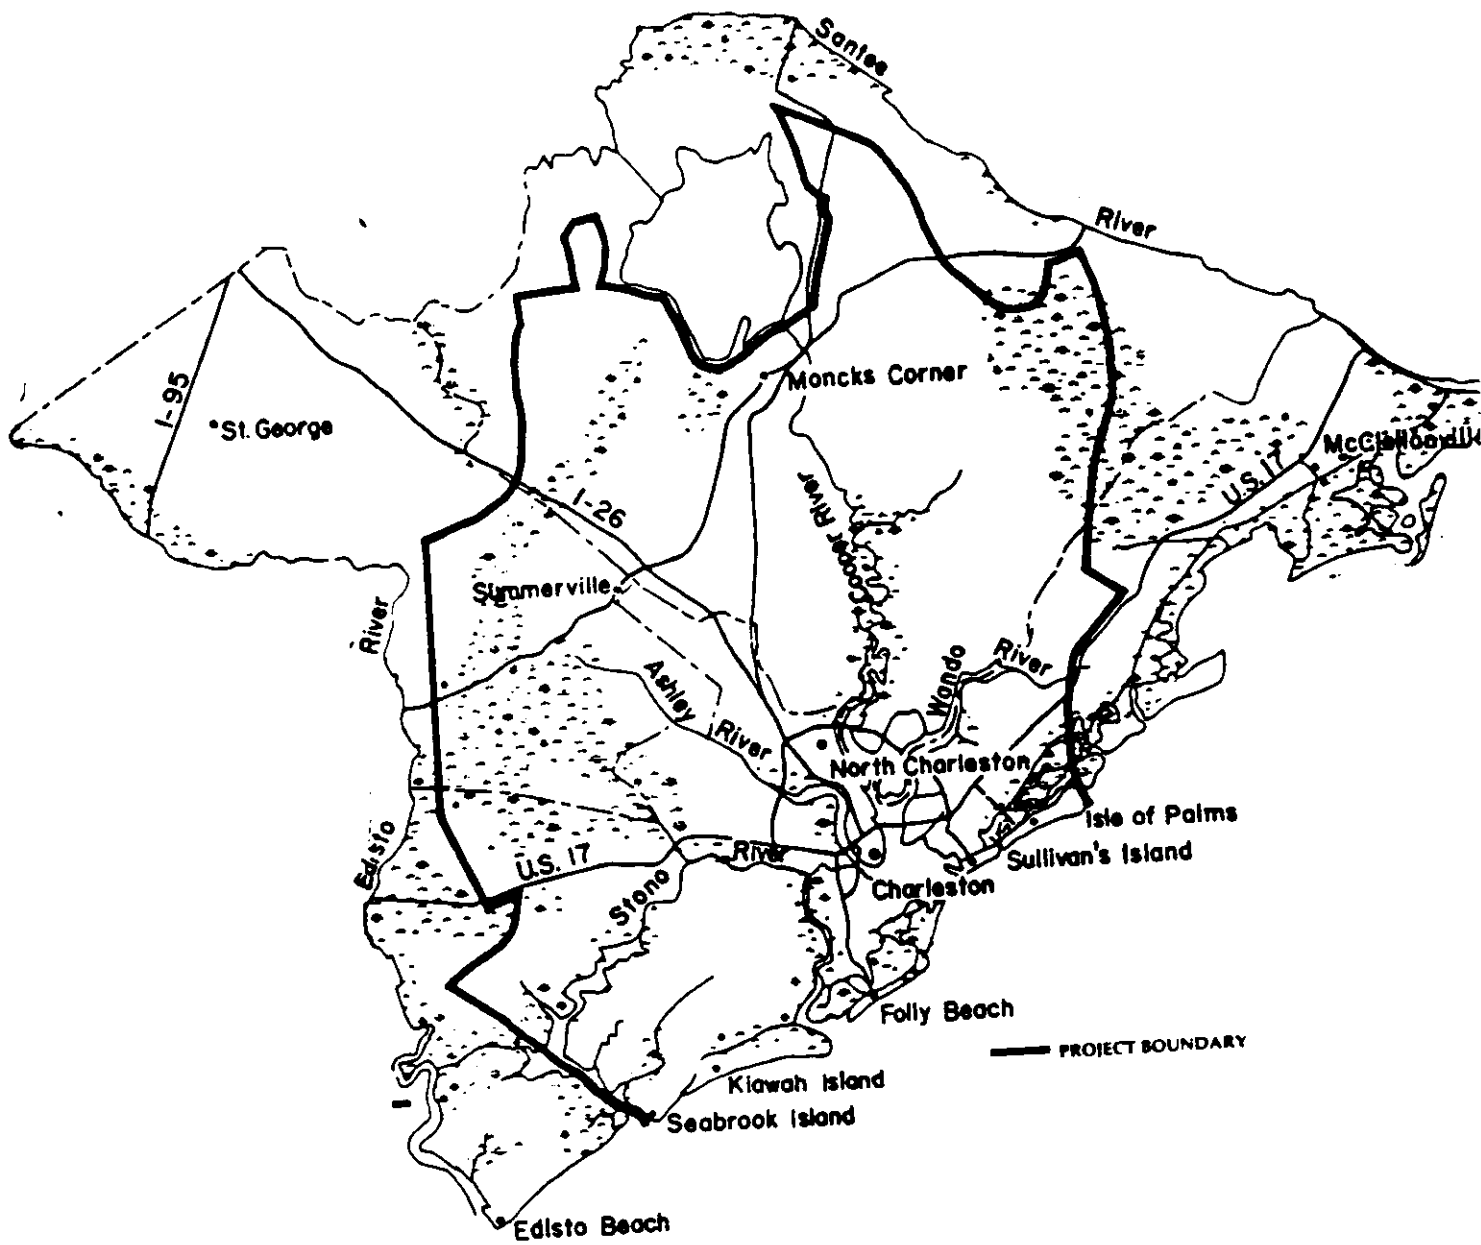 Santee
River
I-95
St. George
Moncks Corner
U.S. 17
I-26
Cooper River
Summerville
River
Edisto
Ashley
River
Wando
River
North Charleston
Isle of Palms
Sullivan's Island
U.S. 17
River
Stono
Charleston
Folly Beach
PROJECT BOUNDARY
Kiawah Island
Seabrook Island
Edisto Beach